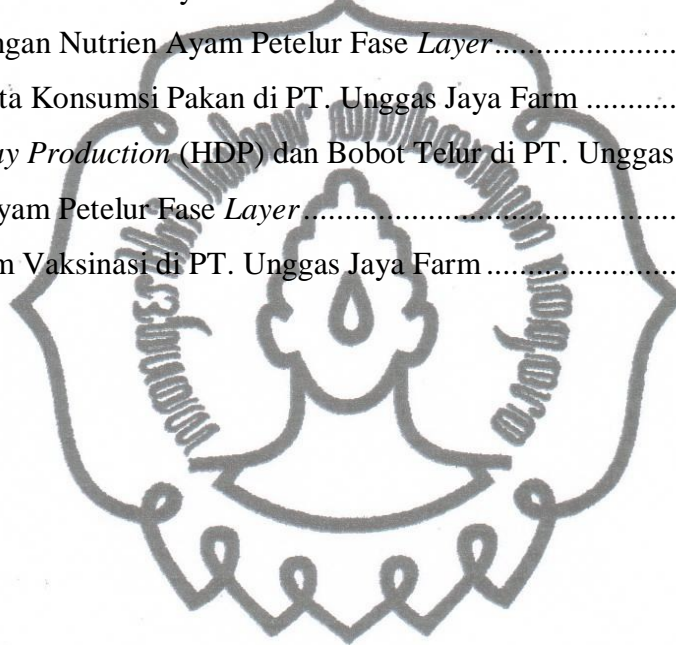 ngan Nutrien Ayam Petelur Fase Layer........................
ta Konsumsi Pakan di PT. Unggas Jaya Farm ............
ay Production (HDP) dan Bobot Telur di PT. Unggas
yam Petelur Fase Layer................................................
m Vaksinasi di PT. Unggas Jaya Farm ........................